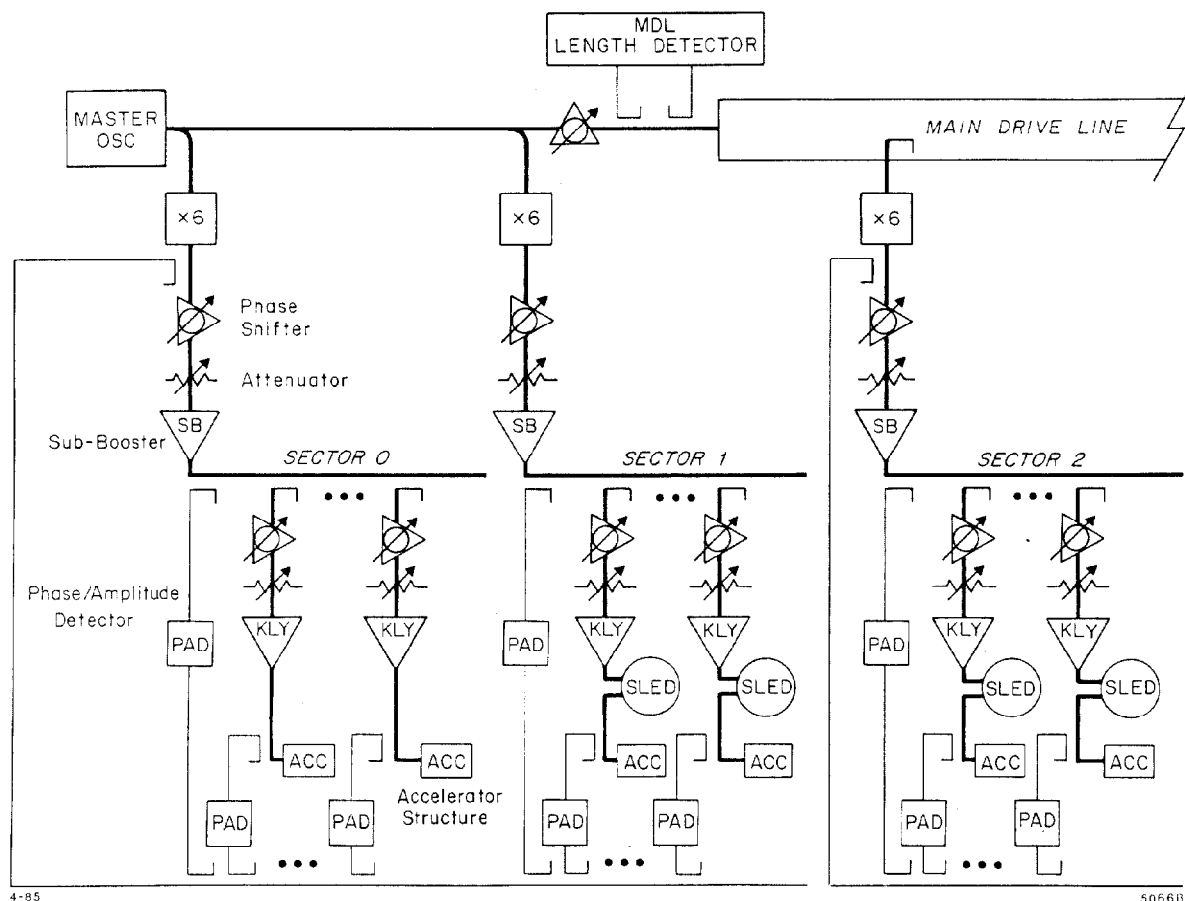 MDL
LENGTH DETECTOR
MASTER
OSC
MAIN DRIVE LINE
×6
×6
×6
Phase
Snifter
Attenuator
Sub-Booster
SB
SB
SB
SECTOR 0
SECTOR 1
SECTOR 2
Phase/Amplitude
Detector
PAD
KLY
KLY
PAD
KLY
KLY
PAD
KLY
KLY
SLED
SLED
SLED
SLED
ACC
ACC
ACC
ACC
ACC
ACC
Accelerator
Structure
PAD
PAD
PAD
PAD
PAD
PAD
4-85
5066B